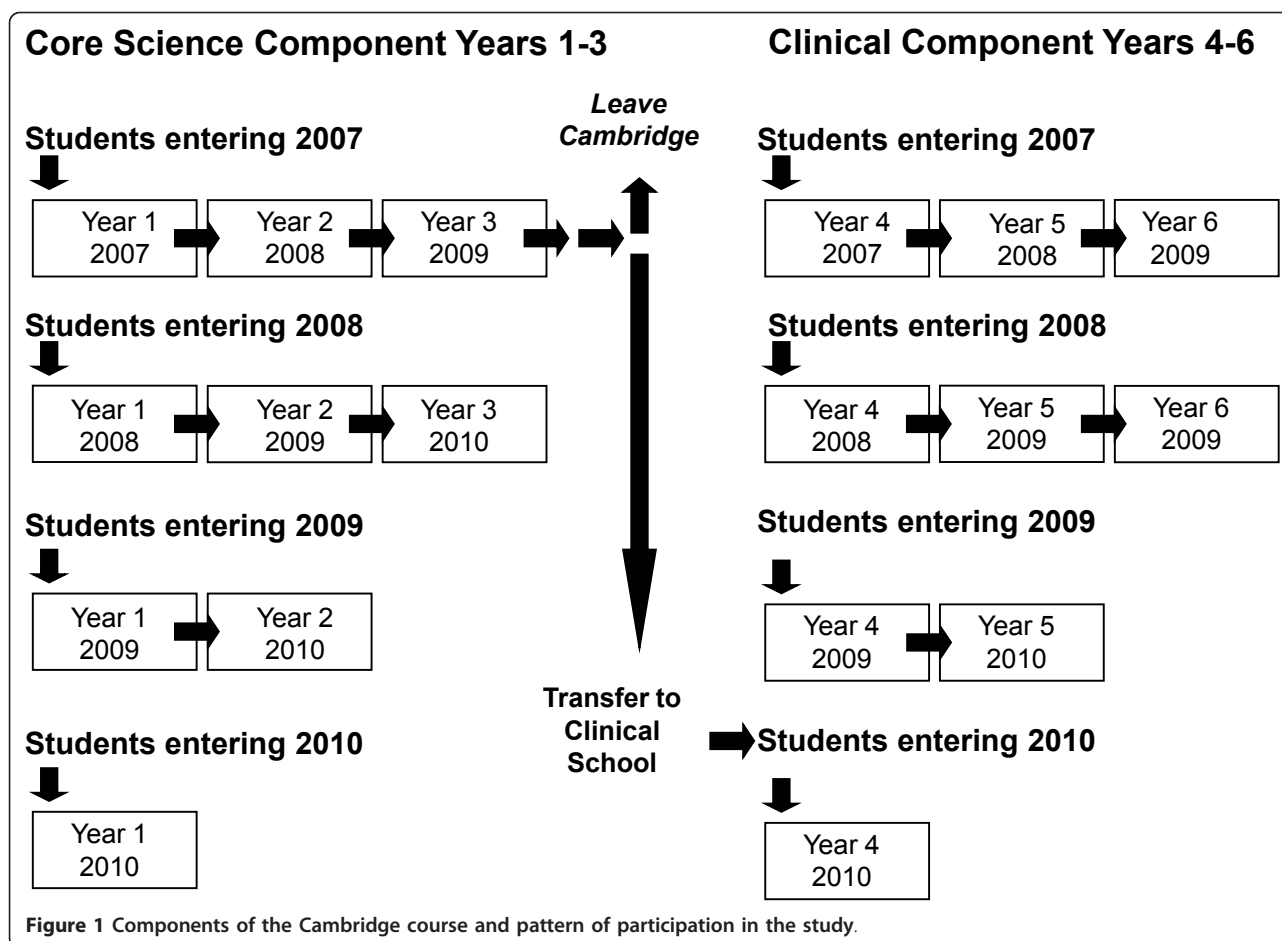 Core Science Component Years 1-3
Clinical Component Years 4-6
Leave
Cambridge
Students entering 2007
Year 1
2007
Year 2
2008
Year 3
2009
Students entering 2008
Year 1
2008
Year 2
2009
Year 3
2010
Students entering 2009
Year 1
2009
Year 2
2010
Students entering 2010
Year 1
2010
Transfer to
Clinical
School
Students entering 2007
Year 4
2007
Year 5
2008
Year 6
2009
Students entering 2008
Year 4
2008
Year 5
2009
Year 6
2009
Students entering 2009
Year 4
2009
Year 5
2010
Students entering 2010
Year 4
2010
Figure 1 Components of the Cambridge course and pattern of participation in the study.